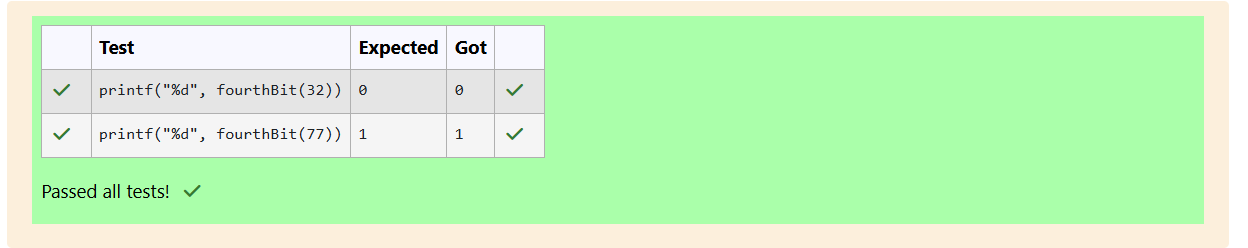 Test Expected Got
printf("%d", fourthBit(32)) 0 0
printf("%d", fourthBit(77)) 1 1
Passed all tests!